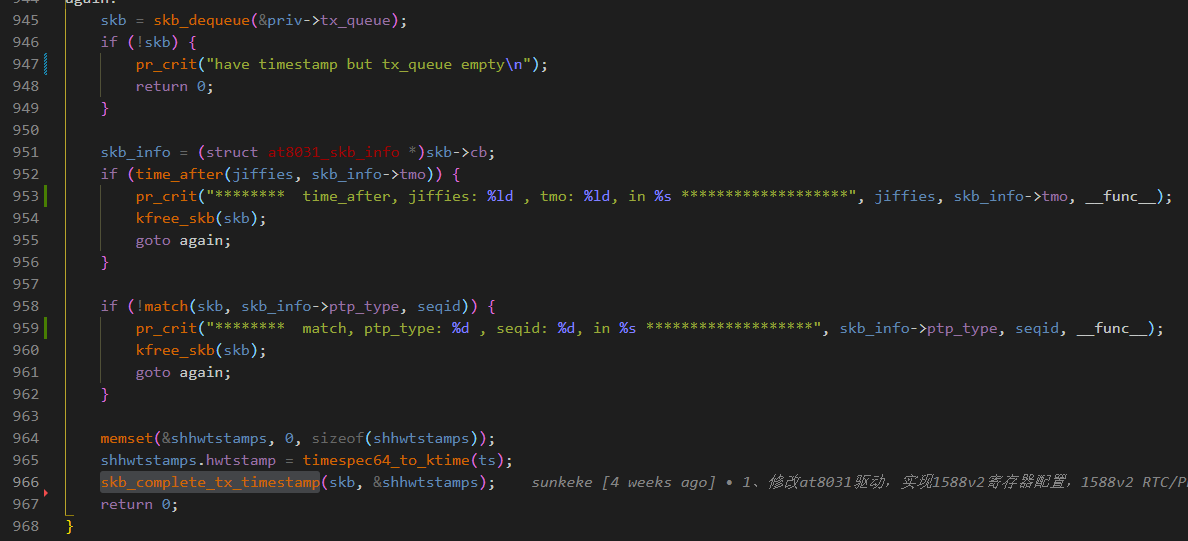 944 again:
945 skb = skb_dequeue(&priv->tx_queue);
946 if (!skb) {
947 pr_crit("have timestamp but tx_queue empty\n");
948 return 0;
949 }
950
951 skb_info = (struct at8031_skb_info *)skb->cb;
952 if (time_after(jiffies, skb_info->tmo)) {
953 pr_crit("********  time_after, jiffies: %ld , tmo: %ld, in %s *******************", jiffies, skb_info->tmo, __func__);
954 kfree_skb(skb);
955 goto again;
956 }
957
958 if (!match(skb, skb_info->ptp_type, seqid)) {
959 pr_crit("********  match, ptp_type: %d , seqid: %d, in %s *******************", skb_info->ptp_type, seqid, __func__);
960 kfree_skb(skb);
961 goto again;
962 }
963
964 memset(&shhwtstamps, 0, sizeof(shhwtstamps));
965 shhwtstamps.hwtstamp = timespec64_to_ktime(ts);
966 skb_complete_tx_timestamp(skb, &shhwtstamps); sunkeke [4 weeks ago] • 1、修改at8031驱动，实现1588v2寄存器配置，1588v2 RTC/
967 return 0;
968 }